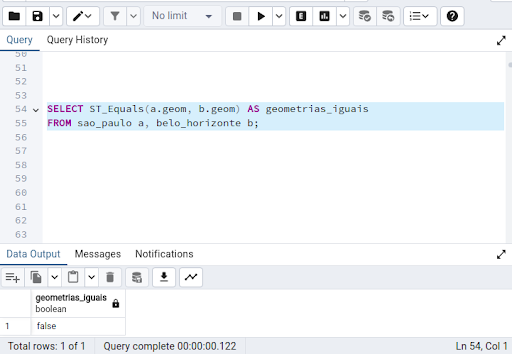 No limit
E
Query
Query History
50
51
52
53
54 SELECT ST_Equals(a.geom, b.geom) AS geometrias_iguais
55 FROM sao_paulo a, belo_horizonte b;
56
57
58
59
60
61
62
63
Data Output
Messages
Notifications
geometrias_iguais
boolean
1 false
Total rows: 1 of 1
Query complete 00:00:00.122
Ln 54, Col 1